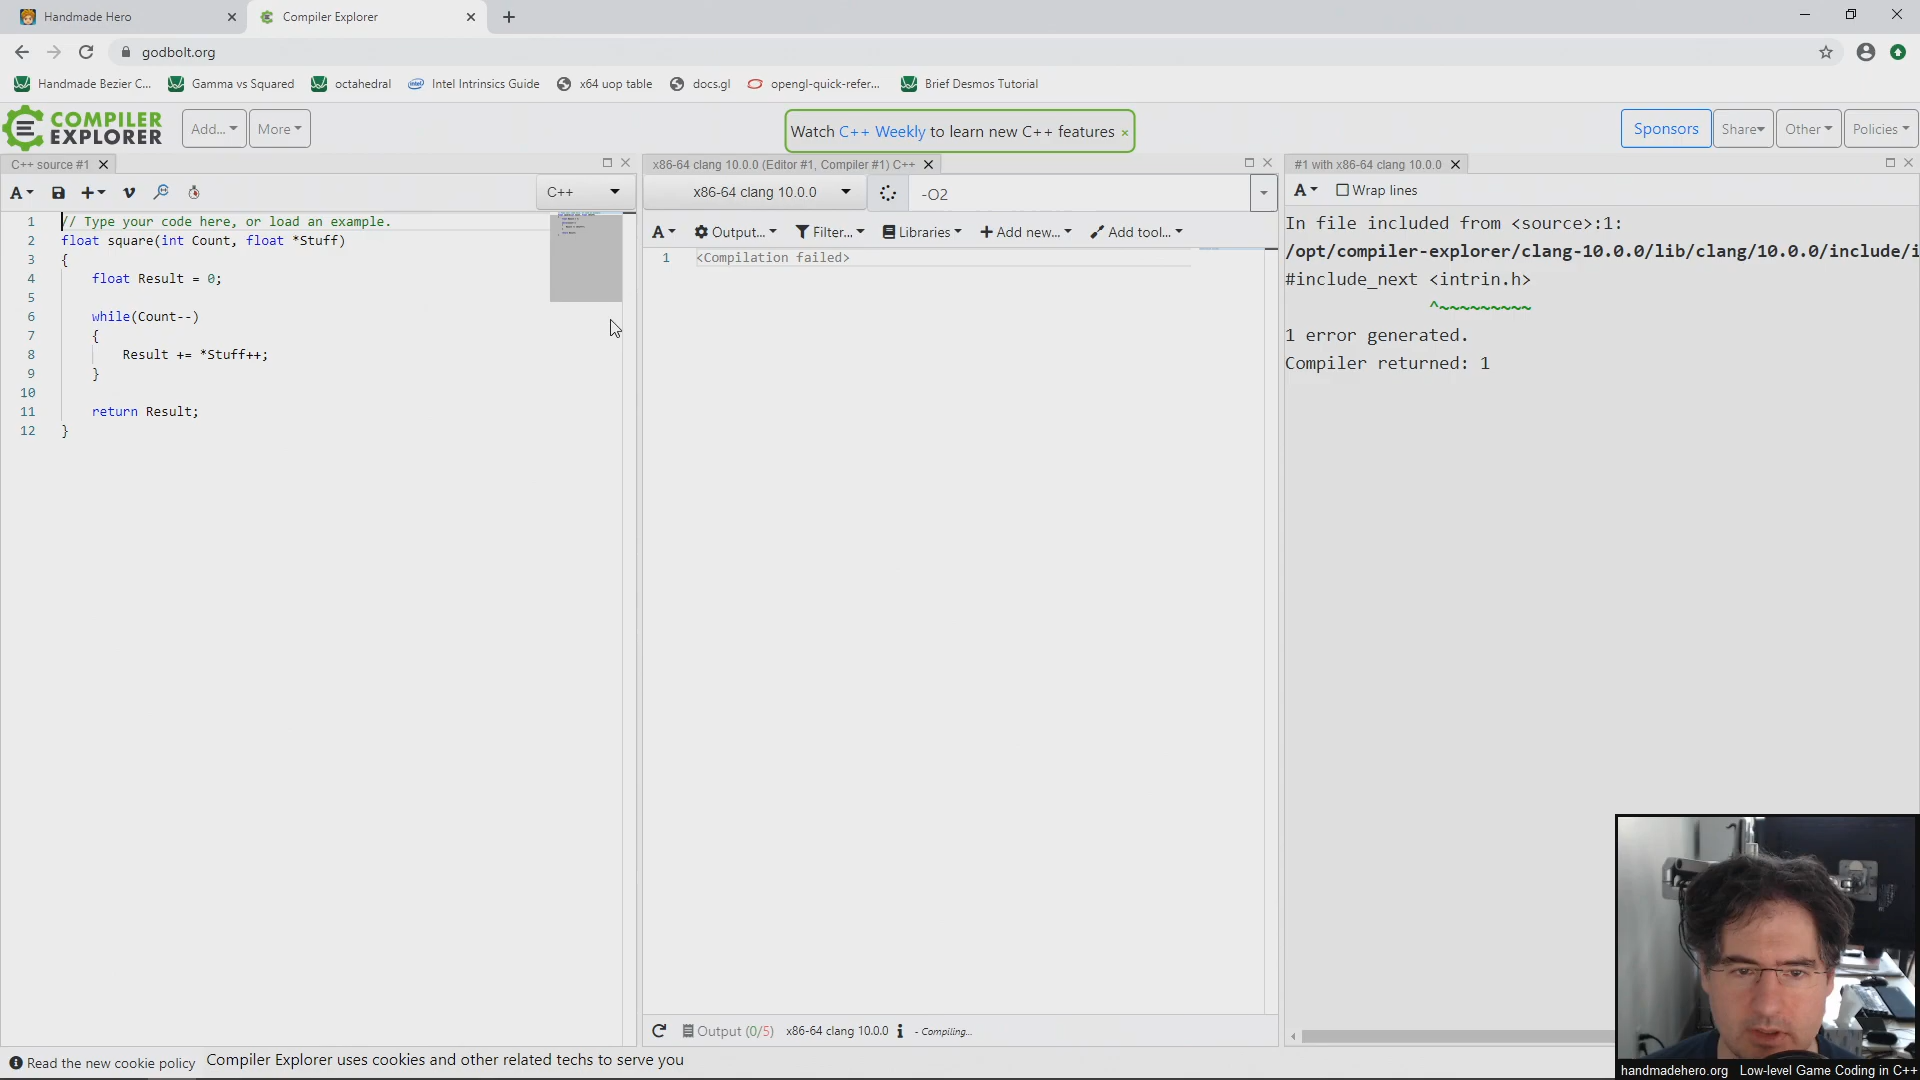 Handmade Hero
Compiler Explorer
godbolt.org
Handmade Bezier C...
Gamma vs Squared
octahedral
Intel Intrinsics Guide
x64 uop table
docs.gl
opengl-quick-refer...
Brief Desmos Tutorial
COMPILER
EXPLORER
Add...
More
Watch C++ Weekly to learn new C++ features ×
Sponsors
Share
Other
Policies
C++ source #1
A
C++
1 // Type your code here, or load an example.
2 float square(int Count, float *Stuff)
3 {
4 float Result = 0;
5
6 while(Count--)
7 {
8 Result += *Stuff++;
9 }
10
11 return Result;
12 }
x86-64 clang 10.0.0 (Editor #1, Compiler #1) C++
x86-64 clang 10.0.0
-O2
A
Output...
Filter...
Libraries
+ Add new...
Add tool...
1 <Compilation failed>
Output (0/5) x86-64 clang 10.0.0 i - Compiling...
#1 with x86-64 clang 10.0.0
A
Wrap lines
In file included from <source>:1:
/opt/compiler-explorer/clang-10.0.0/lib/clang/10.0.0/include/i
#include_next <intrin.h>
^~~~~~~~~~
1 error generated.
Compiler returned: 1
Read the new cookie policy
Compiler Explorer uses cookies and other related techs to serve you
handmadehero.org Low-level Game Coding in C++